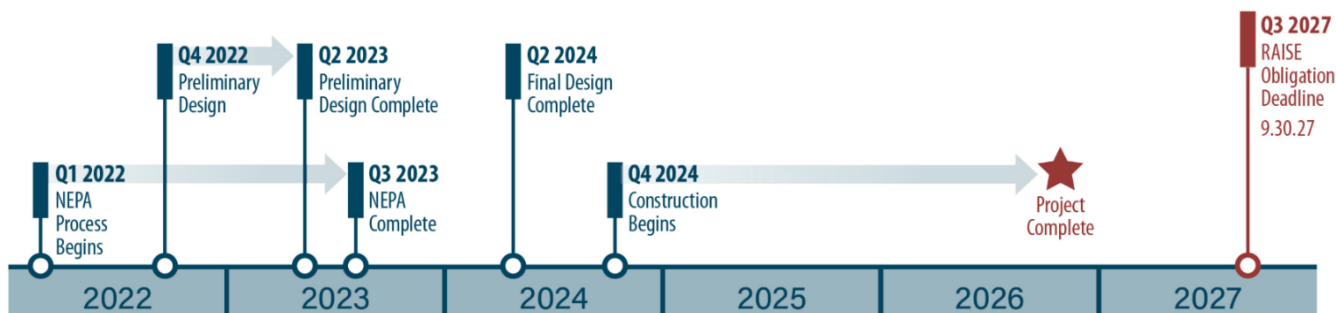 Q4 2022
Preliminary
Design
Q2 2023
Preliminary
Design Complete
Q2 2024
Final Design
Complete
Q3 2027
RAISE
Obligation
Deadline
9.30.27
Q1 2022
NEPA
Process
Begins
Q3 2023
NEPA
Complete
Q4 2024
Construction
Begins
Project
Complete
2022
2023
2024
2025
2026
2027